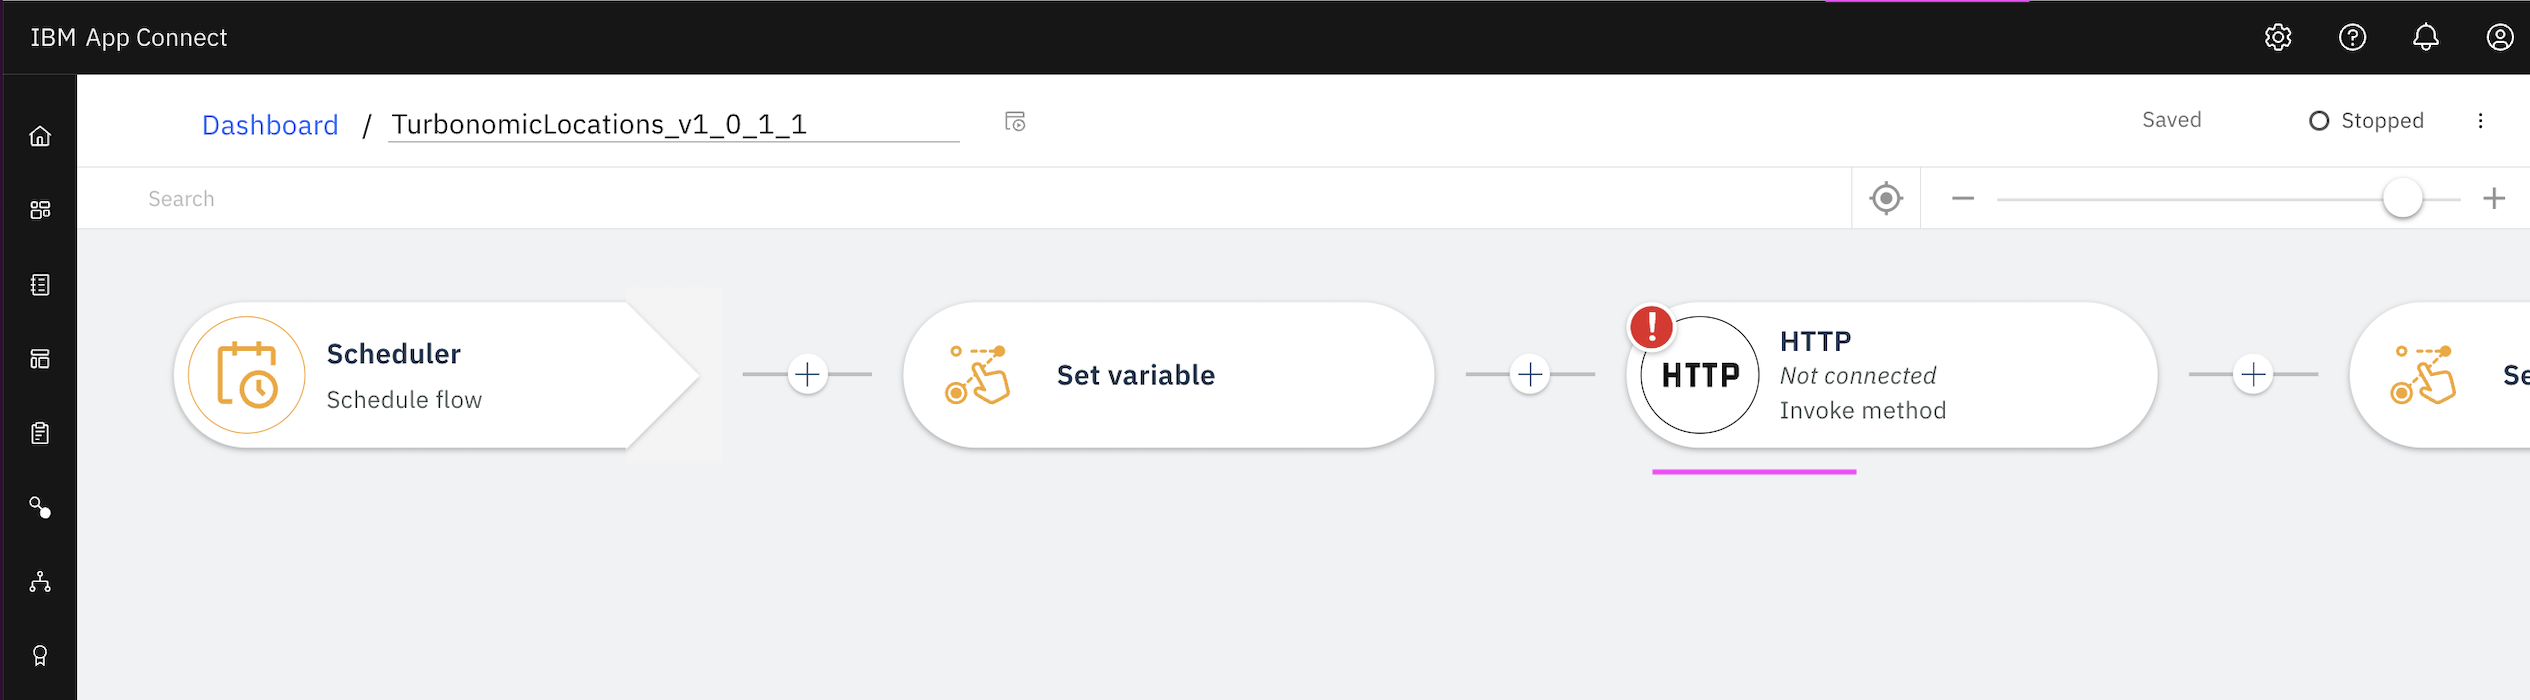 IBM App Connect
Dashboard / TurbonomicLocations_v1_0_1_1
Saved
Stopped
Search
Scheduler
Schedule flow
Set variable
HTTP
HTTP
Not connected
Invoke method
Se